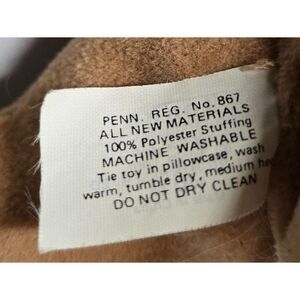 PENN. REG. No. 867
ALL NEW MATERIALS
100% Polyester Stuffing
MACHINE WASHABLE
Tie toy in pillowcase, wash
warm, tumble dry, medium
DO NOT DRY CLEAN